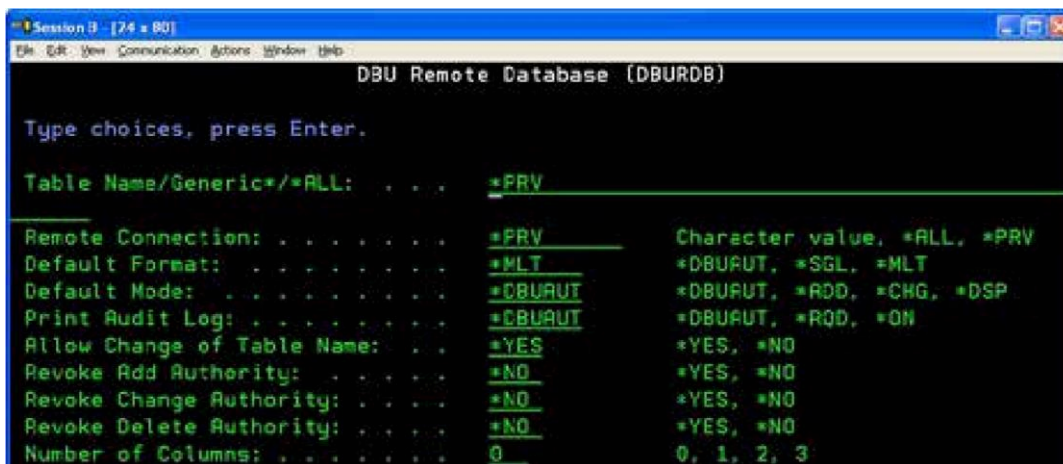 Session B - [24 x 80]
File Edit View Communication Actions Window Help
DBU Remote Database (DBURDB)
Type choices, press Enter.
Table Name/Generic*/*ALL: . . . *PRV
Remote Connection: . . . . . . . *PRV Character value, *ALL, *PRV
Default Format: . . . . . . . . *MLT *DBUAUT, *SGL, *MLT
Default Mode: . . . . . . . . . *DBUAUT *DBUAUT, *ADD, *CHG, *DSP
Print Audit Log: . . . . . . . . *DBUAUT *DBUAUT, *ADD, *ON
Allow Change of Table Name: . . *YES *YES, *NO
Revoke Add Authority: . . . . . *NO *YES, *NO
Revoke Change Authority: . . . . *NO *YES, *NO
Revoke Delete Authority: . . . . *NO *YES, *NO
Number of Columns: . . . . . . . 0 0, 1, 2, 3